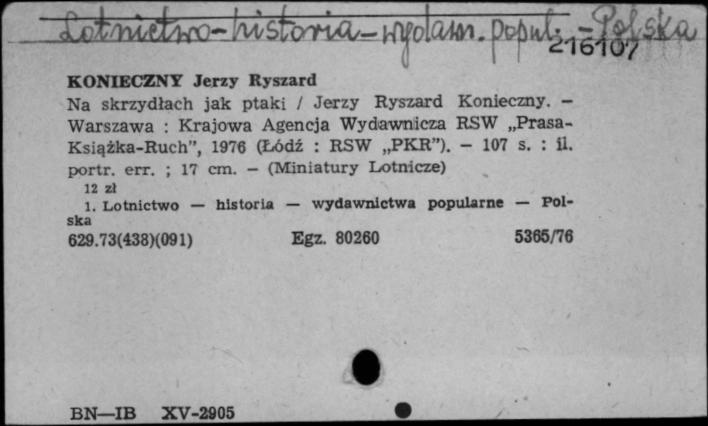 Lotnictwo-historia-wydawn. popul. - Polska
216107
KONIECZNY Jerzy Ryszard
Na skrzydłach jak ptaki / Jerzy Ryszard Konieczny. —
Warszawa : Krajowa Agencja Wydawnicza RSW „Prasa-
Książka-Ruch”, 1976 (Łódź : RSW „PKR”). — 107 s. : il.
portr. err. ; 17 cm. — (Miniatury Lotnicze)
12 zł
1. Lotnictwo — historia — wydawnictwa popularne — Pol-
ska
629.73(438)(091) Egz. 80260 5365/76
BN—IB XV-2905